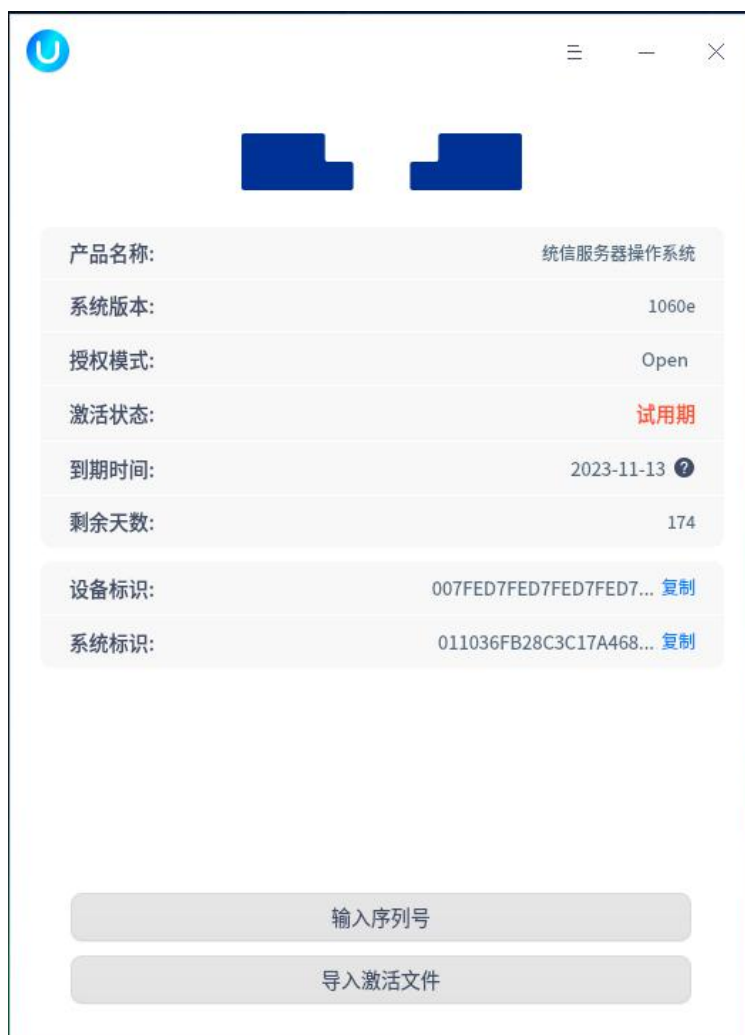 产品名称: 统信服务器操作系统
系统版本: 1060e
授权模式: Open
激活状态: 试用期
到期时间: 2023-11-13
剩余天数: 174
设备标识: 007FED7FED7FED7FED7... 复制
系统标识: 011036FB28C3C17A468... 复制
输入序列号
导入激活文件